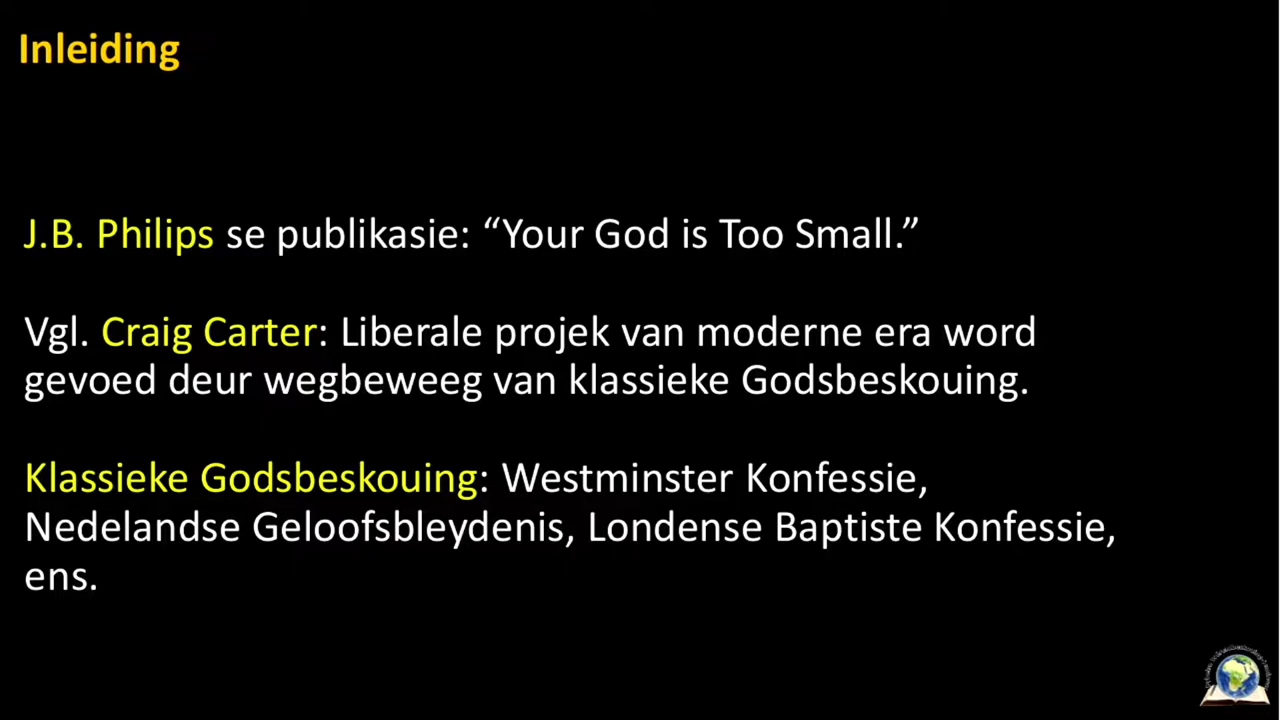 Inleiding
J.B. Philips se publikasie: “Your God is Too Small.”
Vgl. Craig Carter: Liberale projek van moderne era word
gevoed deur wegbeweeg van klassieke Godsbeskouing.
Klassieke Godsbeskouing: Westminster Konfessie,
Nedelandse Geloofsbleydenis, Londense Baptiste Konfessie,
ens.